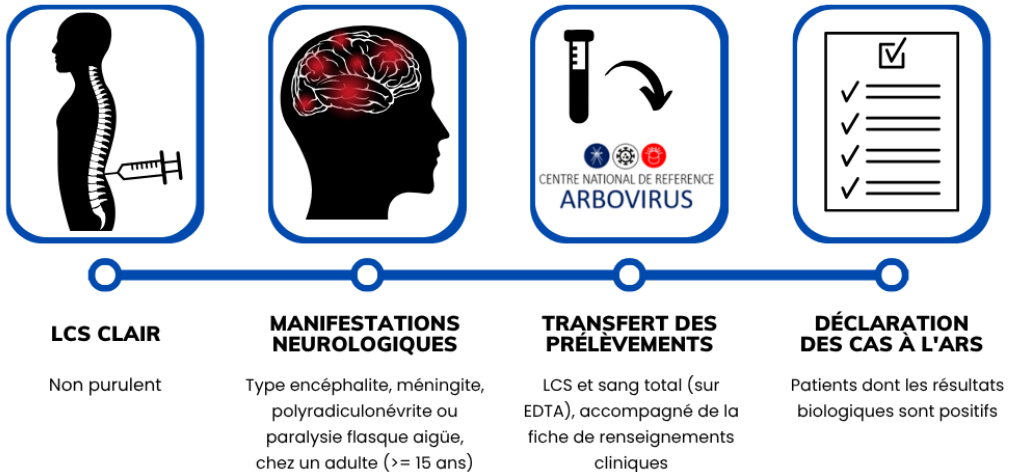 CENTRE NATIONAL DE REFERENCE
ARBOVIRUS
LCS CLAIR
Non purulent
MANIFESTATIONS
NEUROLOGIQUES
Type encéphalite, méningite,
polyradiculonévrite ou
paralysie flasque aigüe,
chez un adulte (>= 15 ans)
TRANSFERT DES
PRÉLÈVEMENTS
LCS et sang total (sur
EDTA), accompagné de la
fiche de renseignements
cliniques
DÉCLARATION
DES CAS À L'ARS
Patients dont les résultats
biologiques sont positifs